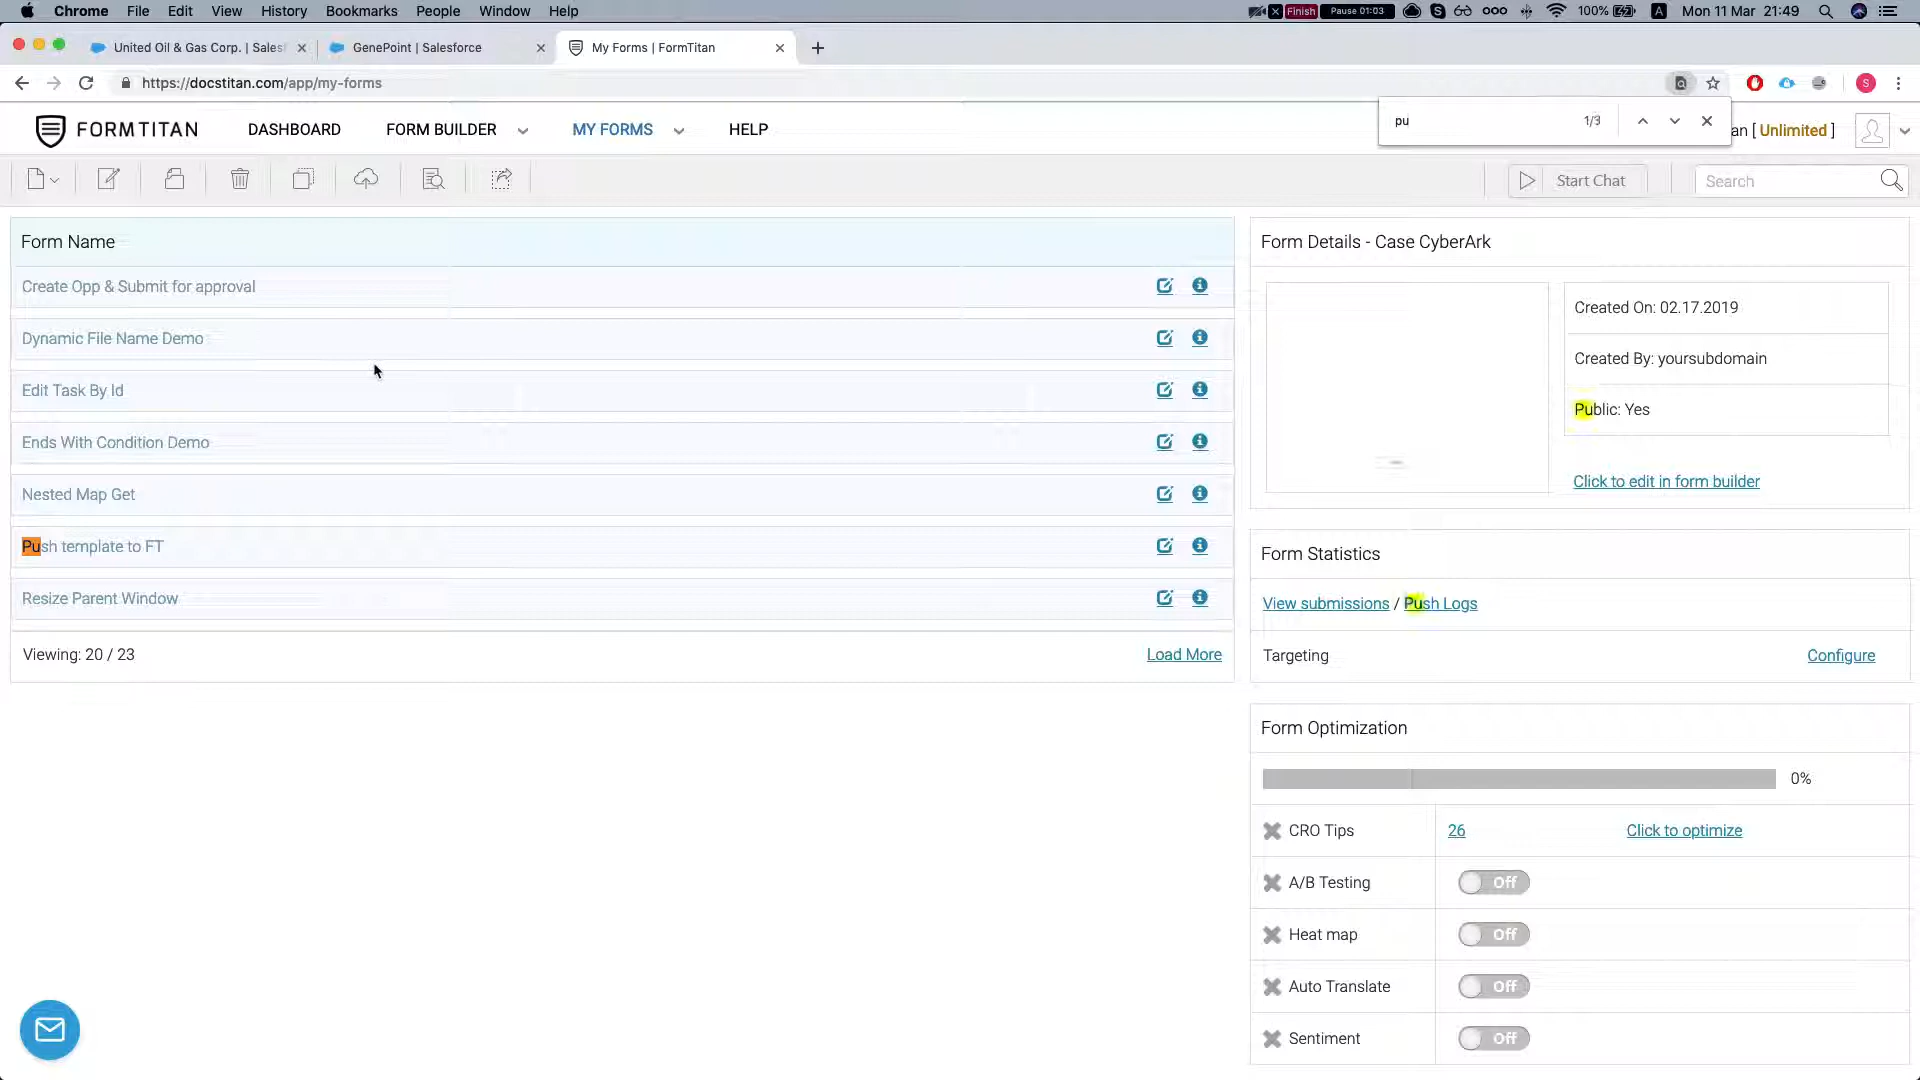 Chrome File Edit View History Bookmarks People Window Help
Finish Pause 01:03 100% A Mon 11 Mar 21:49
United Oil & Gas Corp. | Sales
GenePoint | Salesforce
My Forms | FormTitan
https://docstitan.com/app/my-forms
S
pu 1/3
FORMTITAN DASHBOARD FORM BUILDER MY FORMS HELP
an [ Unlimited ]
Start Chat
Search
Form Name
Create Opp & Submit for approval
Dynamic File Name Demo
Edit Task By Id
Ends With Condition Demo
Nested Map Get
Push template to FT
Resize Parent Window
Viewing: 20 / 23 Load More
Form Details - Case CyberArk
Created On: 02.17.2019
Created By: yoursubdomain
Public: Yes
Click to edit in form builder
Form Statistics
View submissions / Push Logs
Targeting Configure
Form Optimization
0%
CRO Tips 26 Click to optimize
A/B Testing Off
Heat map Off
Auto Translate Off
Sentiment Off